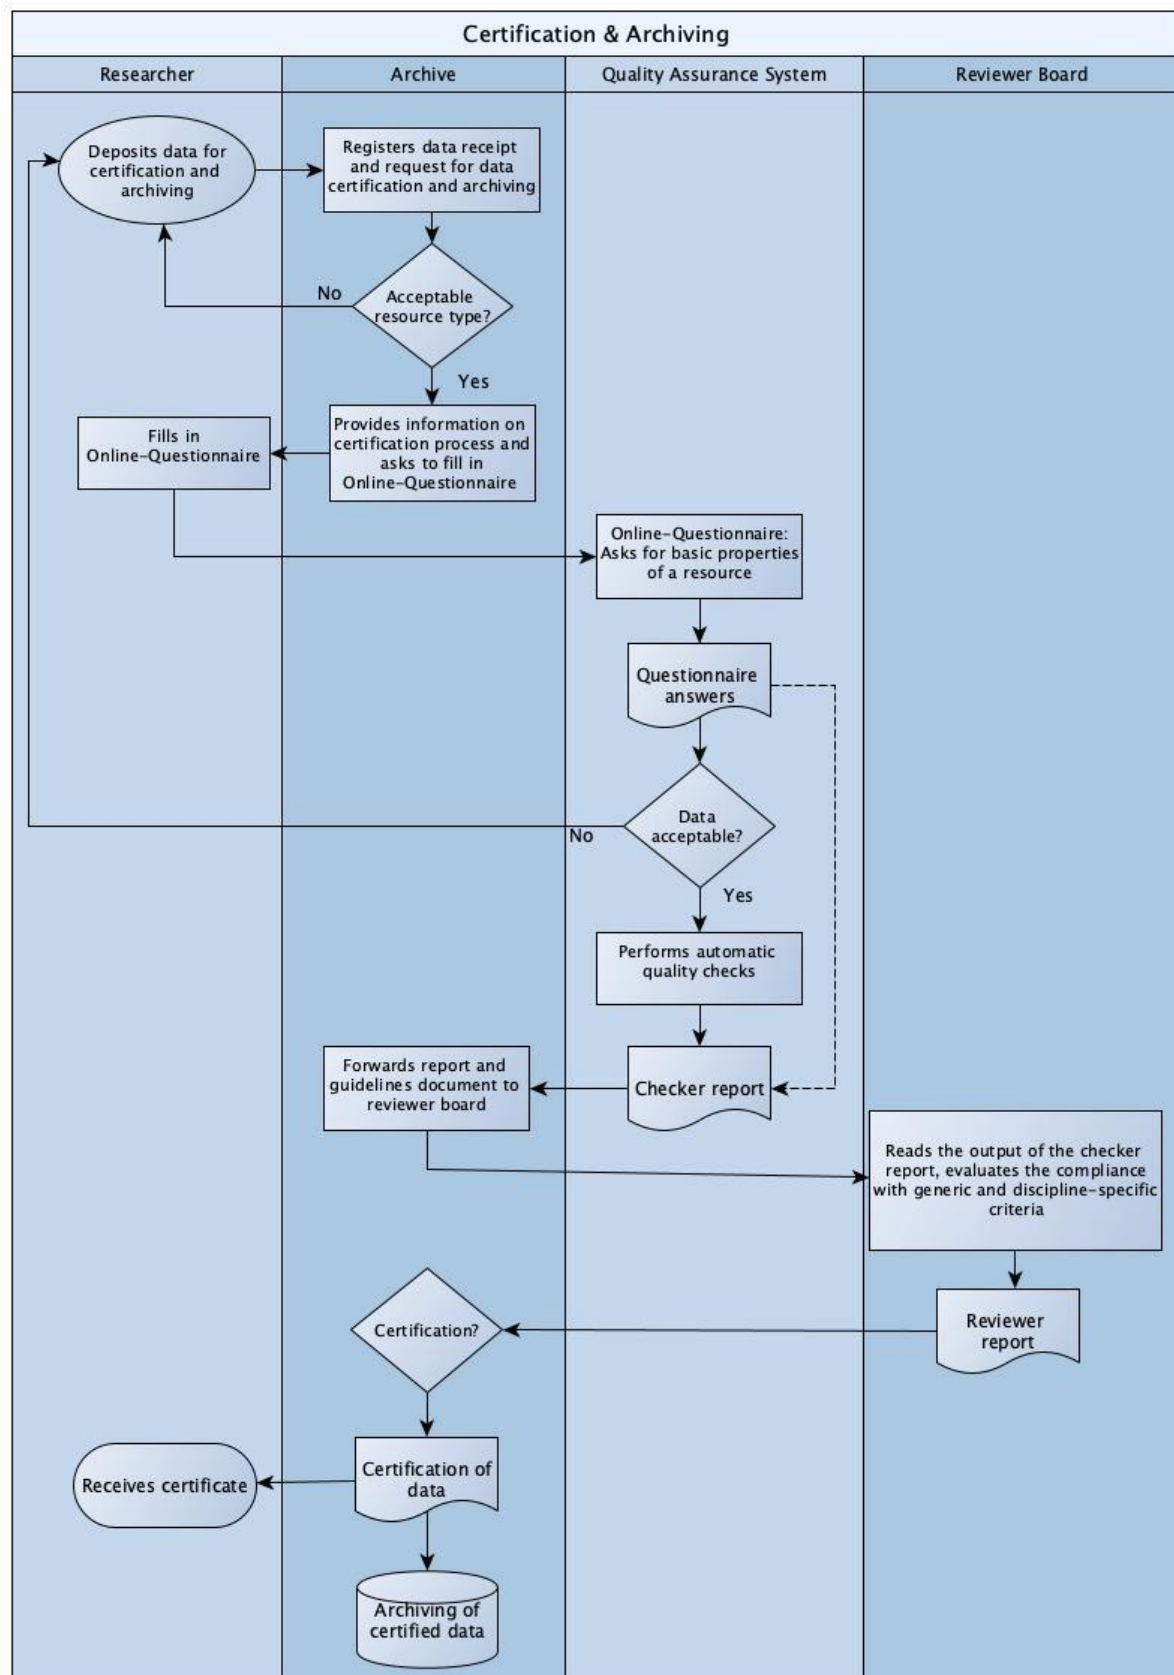 Certification & Archiving
Researcher
Archive
Quality Assurance System
Reviewer Board
Deposits data for
certification and
archiving
Registers data receipt
and request for data
certification and archiving
No
Acceptable
resource type?
Yes
Fills in
Online-Questionnaire
Provides information on
certification process and
asks to fill in
Online-Questionnaire
Online-Questionnaire:
Asks for basic properties
of a resource
Questionnaire
answers
Data
acceptable?
No
Yes
Performs automatic
quality checks
Forwards report and
guidelines document to
reviewer board
Checker report
Reads the output of the checker
report, evaluates the compliance
with generic and discipline-specific
criteria
Certification?
Reviewer
report
Receives certificate
Certification of
data
Archiving of
certified data